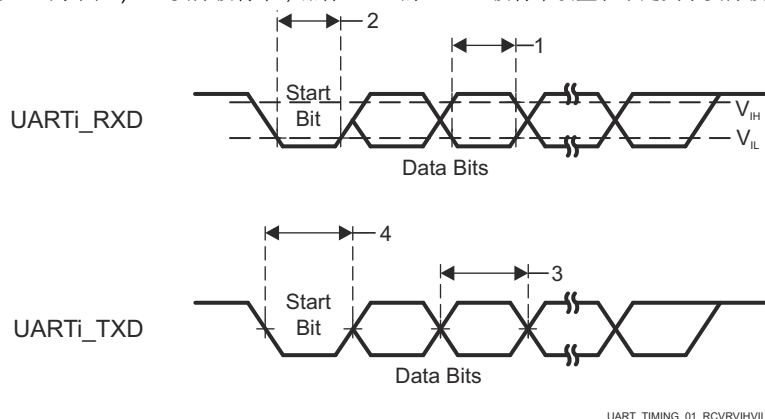 2
1
Start
Bit
UARTi_RXD
VIH
VIL
Data Bits
4
3
Start
Bit
UARTi_TXD
Data Bits
UART_TIMING_01_RCVRVIHVIL